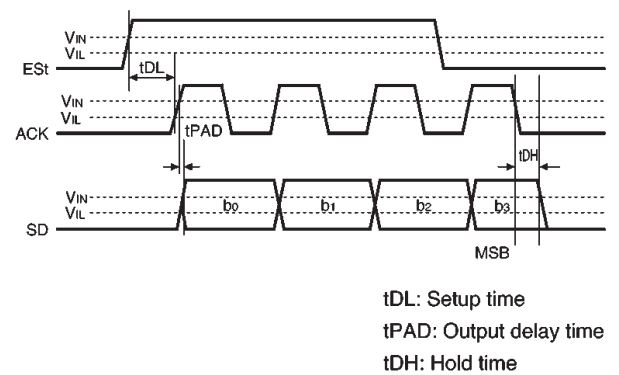 VIN
VIL
ESt
tDL
VIN
VIL
ACK
tPAD
tDH
VIN
VIL
SD
b0 b1 b2 b3
MSB
tDL: Setup time
tPAD: Output delay time
tDH: Hold time